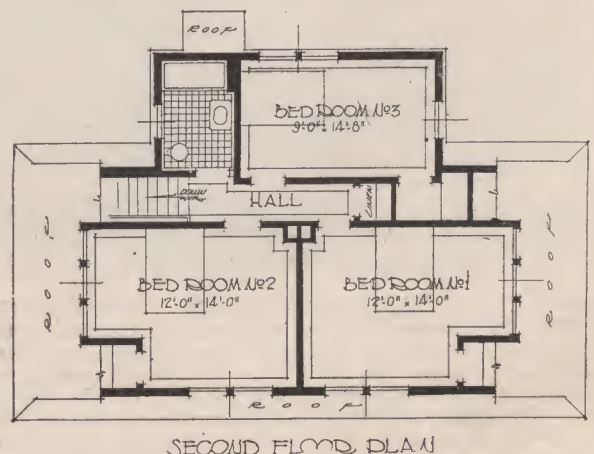 ROOF
BED ROOM No3
9'-0" x 14'-8"
DOWN
HALL
LINEN
ROOF
BED ROOM No2
12'-0" x 14'-0"
BED ROOM No1
12'-0" x 14'-0"
ROOF
ROOF
SECOND FLOOR PLAN